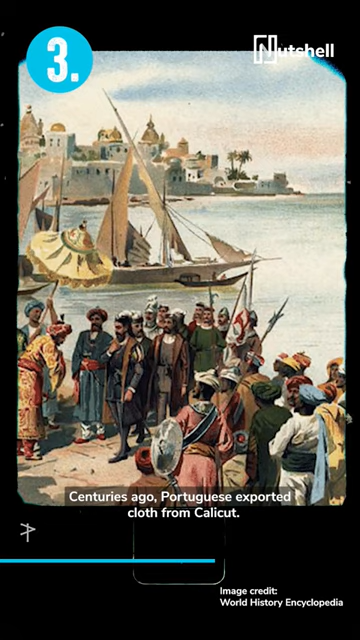 3.
Nutshell
Centuries ago, Portuguese exported
cloth from Calicut.
Image credit:
World History Encyclopedia